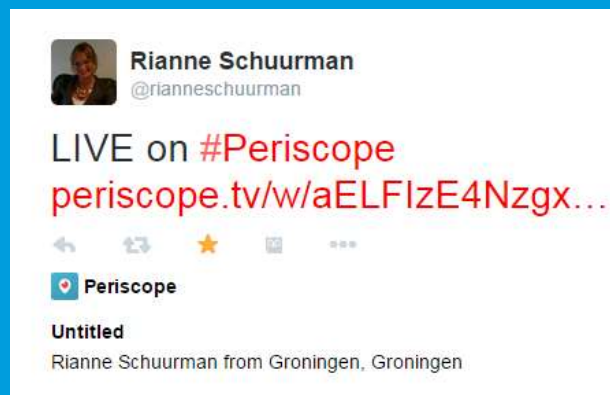 Rianne Schuurman
@rianneschuurman
LIVE on #Periscope
periscope.tv/w/aELFIzE4Nzgx…
Periscope
Untitled
Rianne Schuurman from Groningen, Groningen